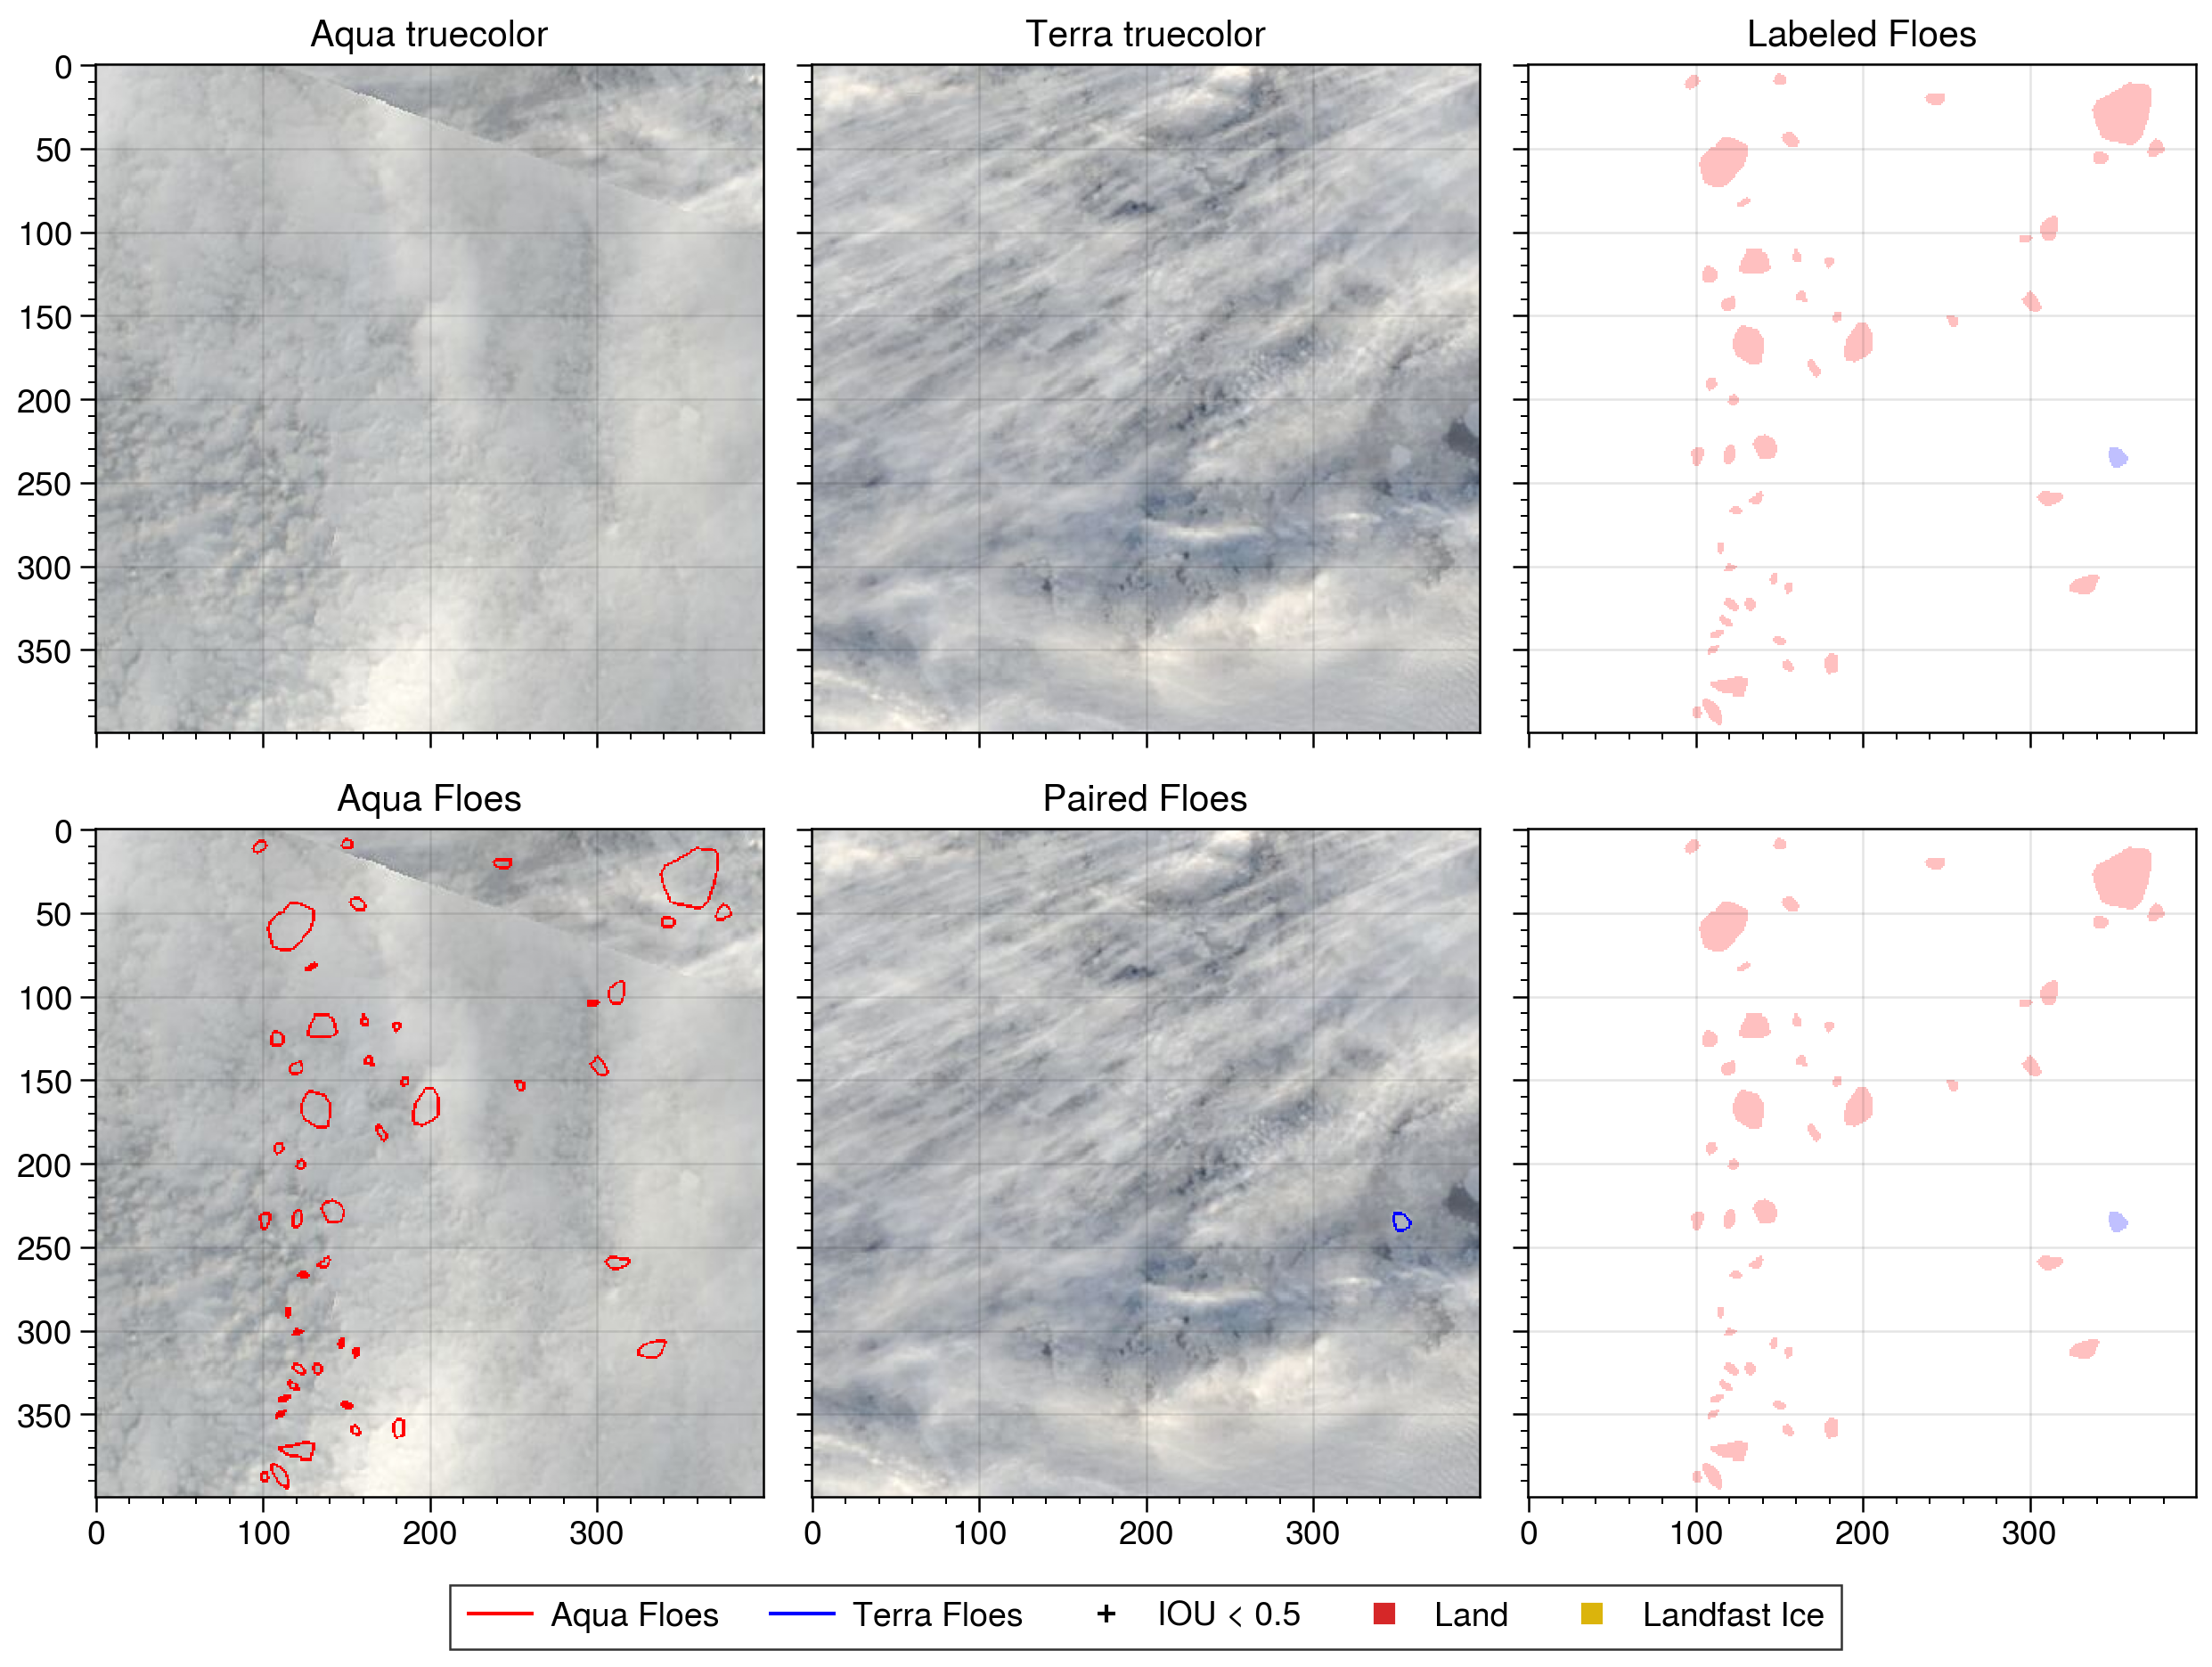 Aqua truecolor
Terra truecolor
Labeled Floes
0
50
100
150
200
250
300
350
Aqua Floes
Paired Floes
0
50
100
150
200
250
300
350
0 100 200 300
0 100 200 300
0 100 200 300
Aqua Floes
Terra Floes
+ IOU < 0.5
Land
Landfast Ice